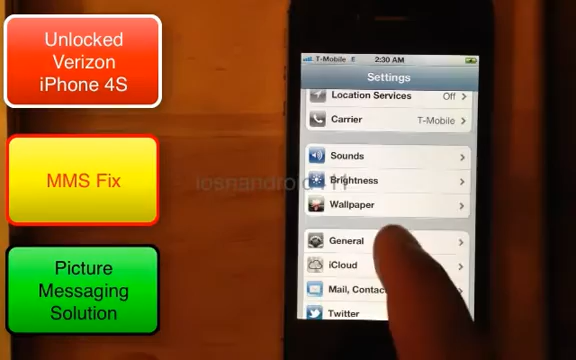 Unlocked
Verizon
iPhone 4S
MMS Fix
Picture
Messaging
Solution
T-Mobile E 2:30 AM
Settings
Location Services Off
Carrier T-Mobile
Sounds
Brightness
Wallpaper
General
iCloud
Mail, Contac
Twitter